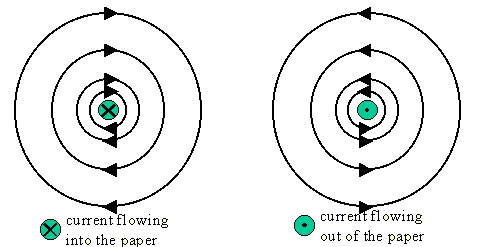 current flowing
into the paper
current flowing
out of the paper